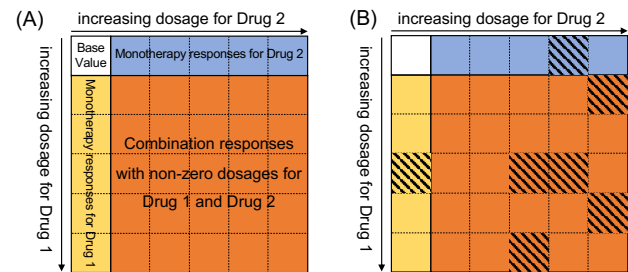 (A)
increasing dosage for Drug 2
increasing dosage for Drug 1
Base
Value
Monotherapy responses for Drug 2
Monotherapy responses for Drug 1
Combination responses
with non-zero dosages for
Drug 1 and Drug 2
(B)
increasing dosage for Drug 2
increasing dosage for Drug 1